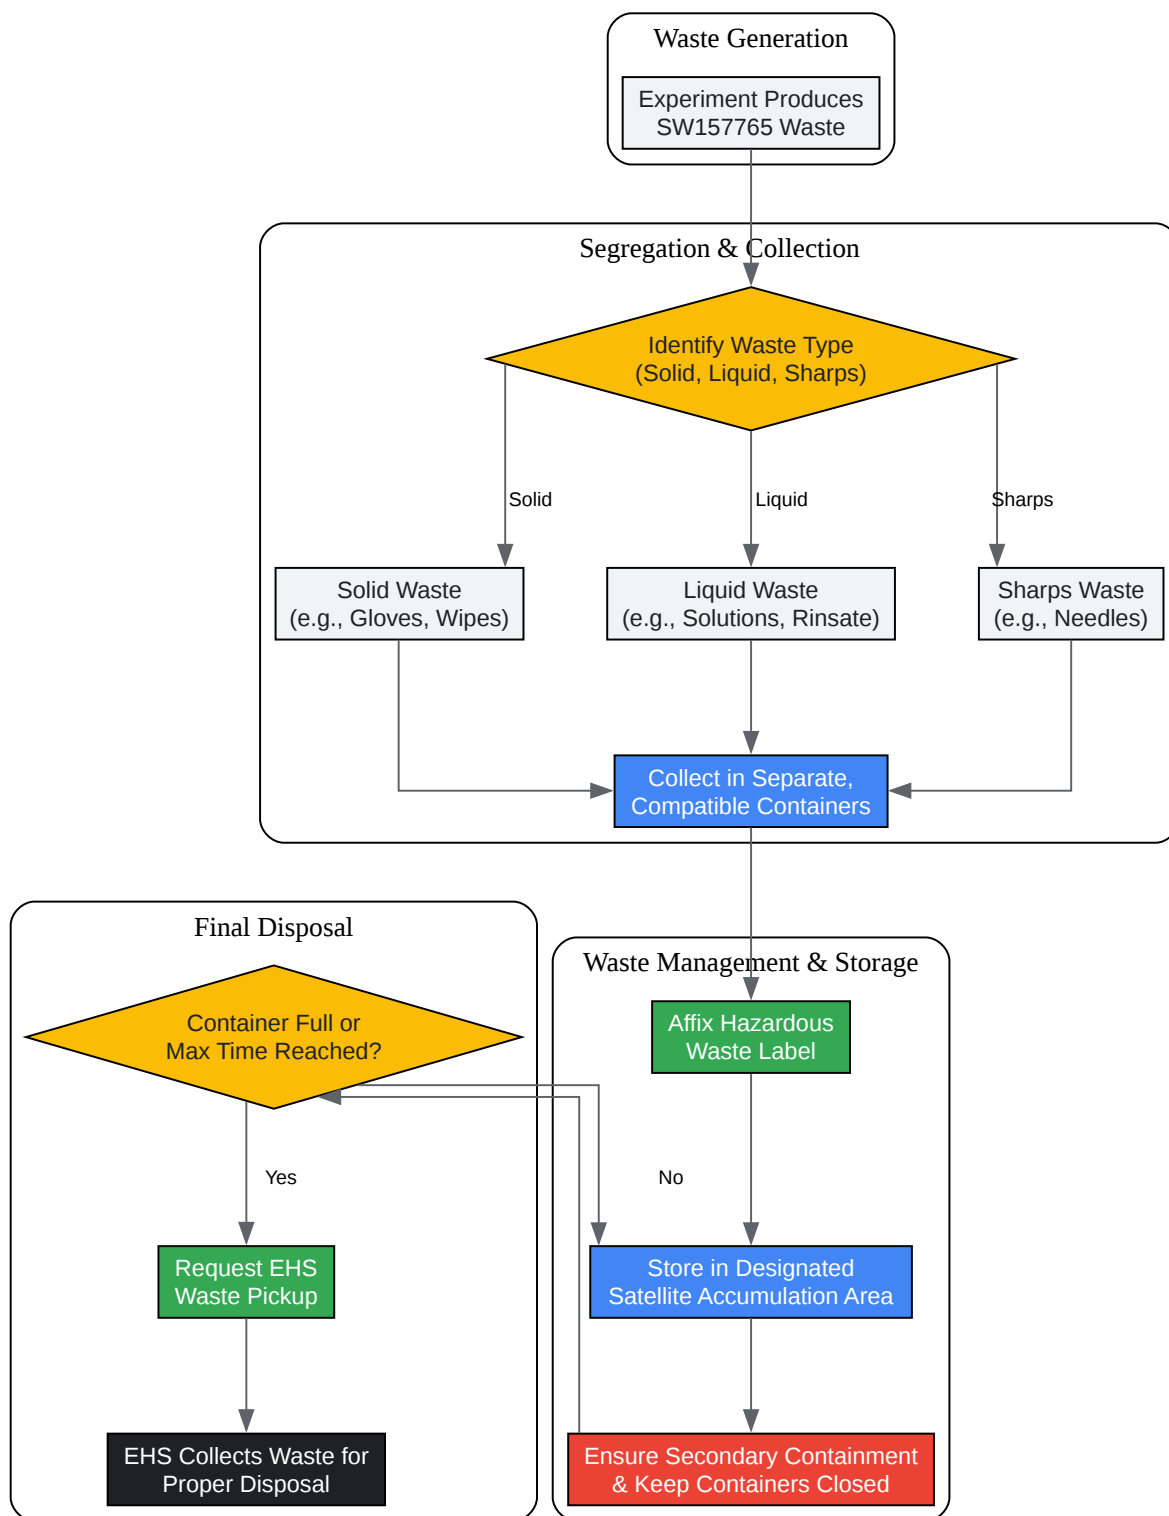 Waste Generation
Experiment Produces
SW157765 Waste
Segregation & Collection
Identify Waste Type
(Solid, Liquid, Sharps)
Solid
Liquid
Sharps
Solid Waste
(e.g., Gloves, Wipes)
Liquid Waste
(e.g., Solutions, Rinsate)
Sharps Waste
(e.g., Needles)
Collect in Separate,
Compatible Containers
Final Disposal
Container Full or
Max Time Reached?
Yes
Request EHS
Waste Pickup
EHS Collects Waste for
Proper Disposal
Waste Management & Storage
Affix Hazardous
Waste Label
No
Store in Designated
Satellite Accumulation Area
Ensure Secondary Containment
& Keep Containers Closed